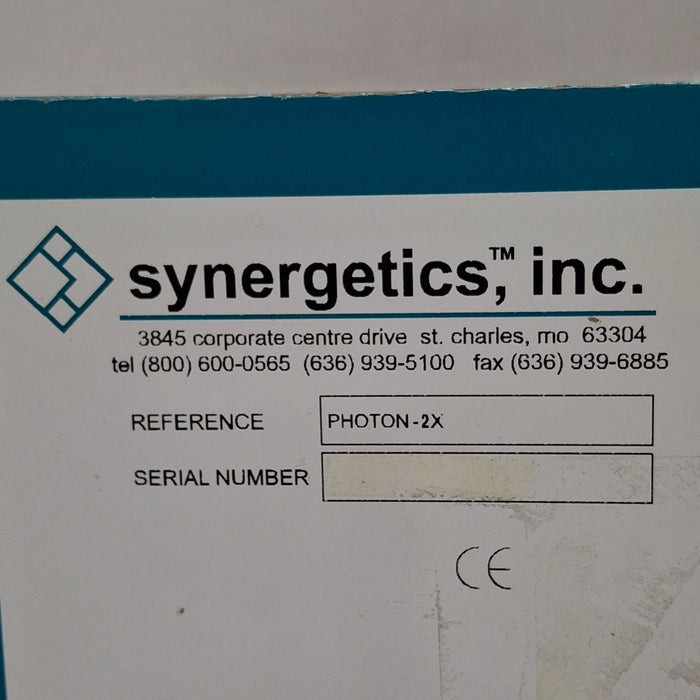 synergetics,™ inc.
3845 corporate centre drive st. charles, mo 63304
tel (800) 600-0565 (636) 939-5100 fax (636) 939-6885
REFERENCE PHOTON-2X
SERIAL NUMBER
CE